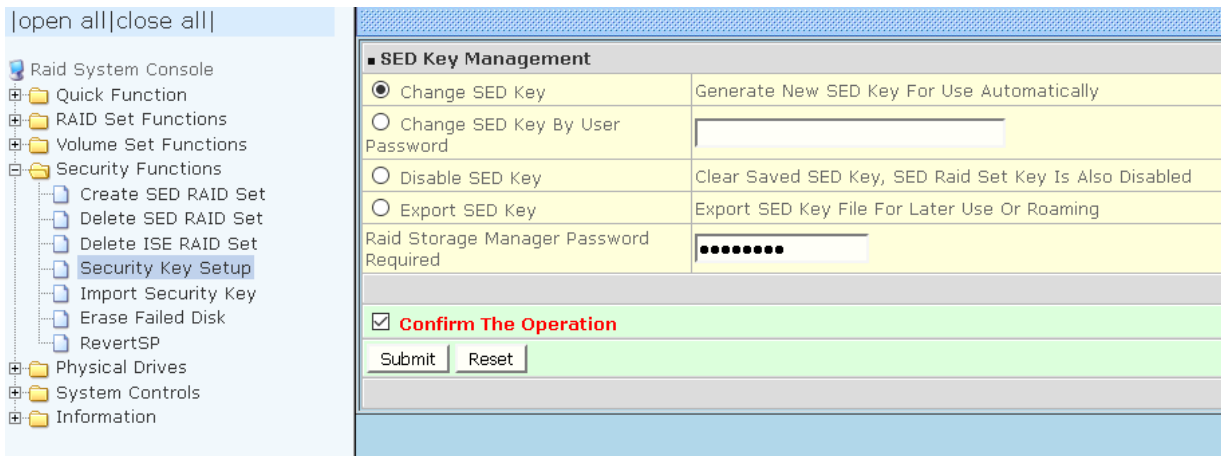 |open all|close all|
Raid System Console
Quick Function
RAID Set Functions
Volume Set Functions
Security Functions
Create SED RAID Set
Delete SED RAID Set
Delete ISE RAID Set
Security Key Setup
Import Security Key
Erase Failed Disk
RevertSP
Physical Drives
System Controls
Information
SED Key Management
Change SED Key Generate New SED Key For Use Automatically
Change SED Key By User
Password
Disable SED Key Clear Saved SED Key, SED Raid Set Key Is Also Disabled
Export SED Key Export SED Key File For Later Use Or Roaming
Raid Storage Manager Password
Required
Confirm The Operation
Submit Reset